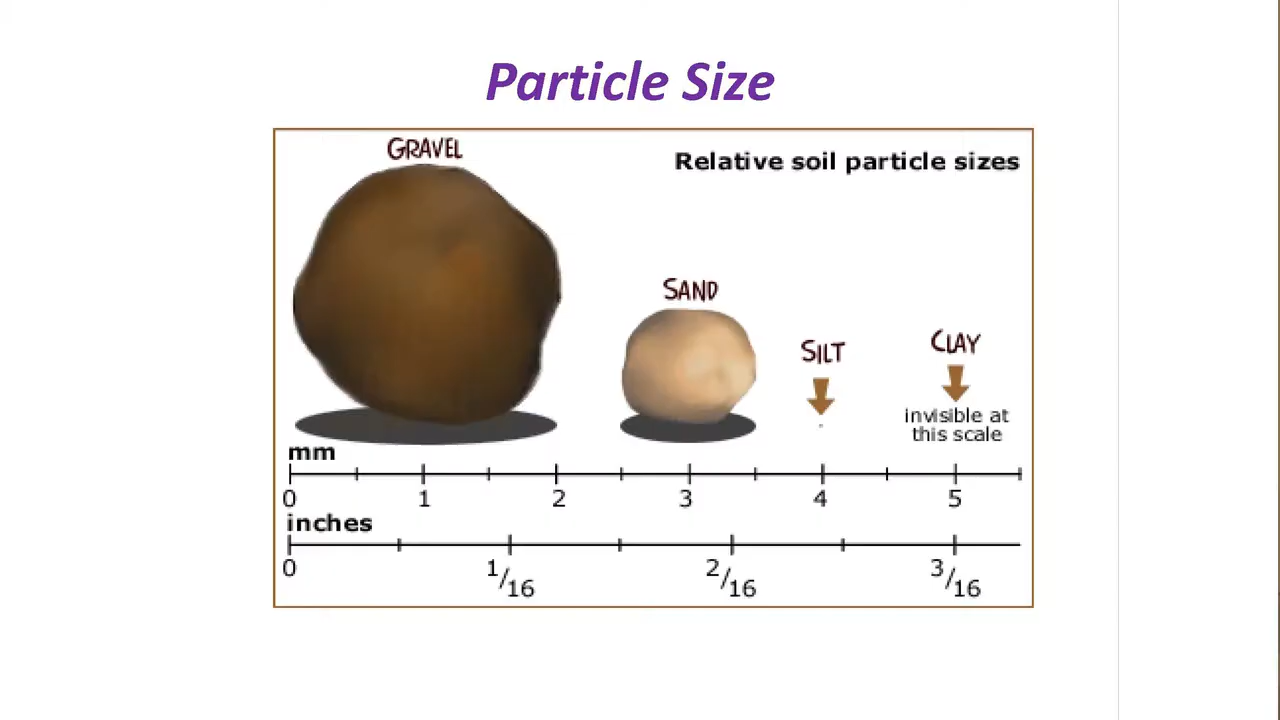 Particle Size
GRAVEL
Relative soil particle sizes
SAND
SILT
CLAY
invisible at
this scale
mm
0 1 2 3 4 5
inches
0 1/16 2/16 3/16